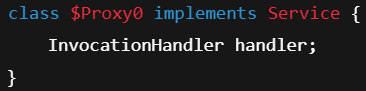 class $Proxy0 implements Service {
    InvocationHandler handler;
}